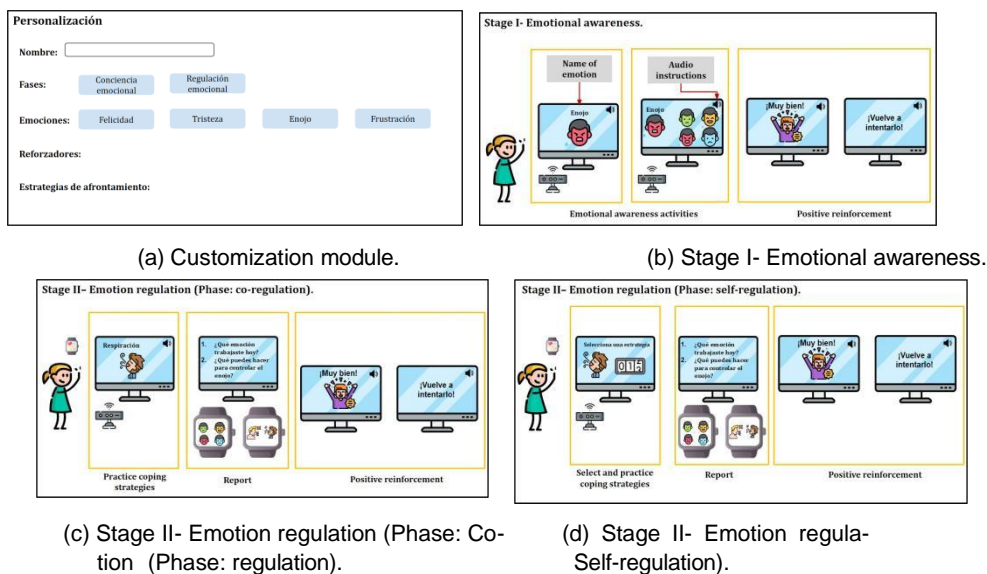 Personalización
Nombre:
Fases:
Conciencia
emocional
Regulación
emocional
Emociones:
Felicidad
Tristeza
Enojo
Frustración
Reforzadores:
Estrategias de afrontamiento:
(a) Customization module.
Stage I- Emotional awareness.
Name of
emotion
Audio
instructions
Enojo
Enojo
¡Muy bien!
¡Vuelve a
intentarlo!
Emotional awareness activities
Positive reinforcement
(b) Stage I- Emotional awareness.
Stage II– Emotion regulation (Phase: co-regulation).
Respiración
1. ¿Qué emoción
trabajaste hoy?
2. ¿Qué puedes hacer
para controlar el
enojo?
¡Muy bien!
¡Vuelve a
intentarlo!
Practice coping
strategies
Report
Positive reinforcement
(c) Stage II- Emotion regulation (Phase: Co-
tion (Phase: regulation).
Stage II– Emotion regulation (Phase: self-regulation).
Selecciona una estrategia
1. ¿Qué emoción
trabajaste hoy?
2. ¿Qué puedes hacer
para controlar el
enojo?
¡Muy bien!
¡Vuelve a
intentarlo!
Select and practice
coping strategies
Report
Positive reinforcement
(d) Stage II- Emotion regula-
Self-regulation).